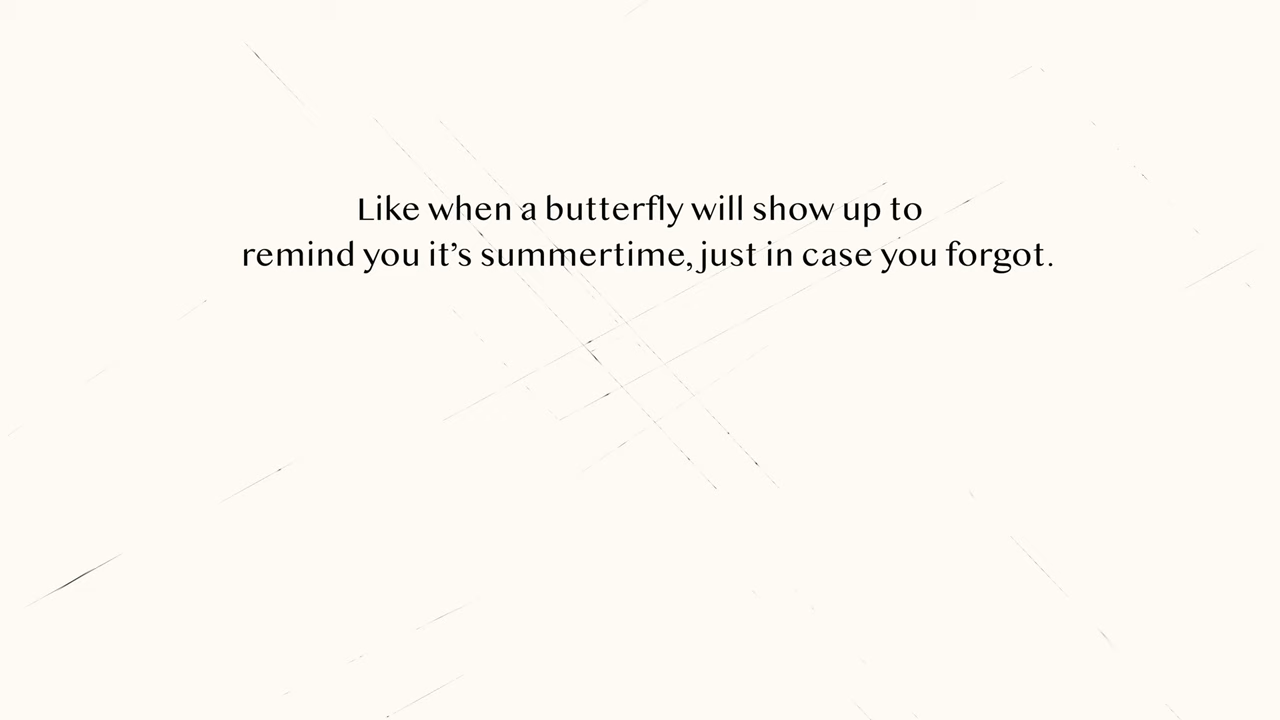 Like when a butterfly will show up to
remind you it’s summertime, just in case you forgot.